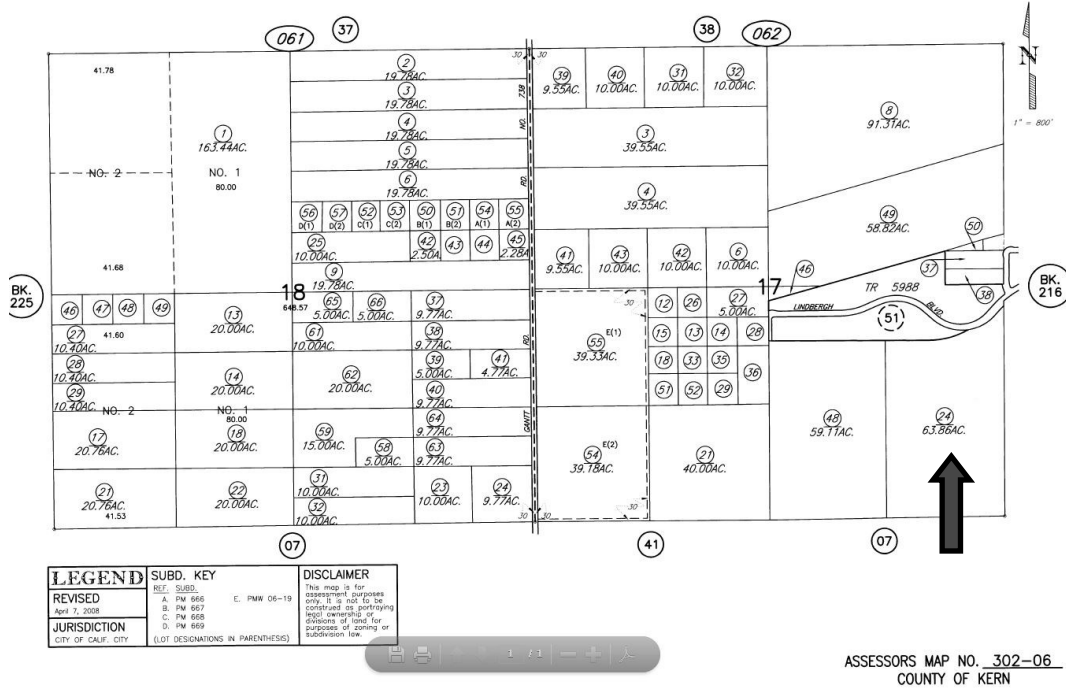 061
37
38
062
N
1" = 800'
41.78
2
19.78AC.
30
30
39
9.55AC.
40
10.00AC.
31
10.00AC.
32
10.00AC.
8
91.31AC.
3
19.78AC.
738
1
163.44AC.
4
19.78AC.
NO.
3
39.55AC.
5
19.78AC.
NO. 2
NO. 1
80.00
6
19.78AC.
RD.
4
39.55AC.
56
57
52
53
50
51
54
55
D(1)
D(2)
C(1)
C(2)
B(1)
B(2)
A(1)
A(2)
49
58.82AC.
50
25
10.00AC.
42
2.50A
43
44
45
2.28A
41
9.55AC.
43
10.00AC.
42
10.00AC.
6
10.00AC.
9
19.78AC.
41.68
46
37
TR 5988
38
BK.
225
BK.
216
18
648.57
17
46
47
48
49
13
20.00AC.
65
5.00AC.
66
5.00AC.
37
9.77AC.
30
12
26
27
5.00AC.
LINDBERGH
BLVD.
51
27
10.40AC.
41.60
61
10.00AC.
38
9.77AC.
RD
E(1)
55
39.33AC.
15
13
14
28
28
10.40AC.
14
20.00AC.
62
20.00AC.
39
5.00AC.
41
4.77AC.
18
33
35
36
29
10.40AC.
40
9.77AC.
51
52
29
NO. 2
NO. 1
80.00
64
9.77AC.
GANTT
48
59.11AC.
24
63.86AC.
17
20.76AC.
18
20.00AC.
59
15.00AC.
58
5.00AC.
63
9.77AC.
E(2)
54
39.18AC.
21
40.00AC.
21
20.76AC.
41.53
22
20.00AC.
31
10.00AC.
32
10.00AC.
23
10.00AC.
24
9.77AC.
30
30
30
07
41
07
LEGEND
REVISED
April 7, 2008
JURISDICTION
CITY OF CALIF. CITY
SUBD. KEY
REF. SUBD.
A. PM 666
E. PMW 06-19
B. PM 667
C. PM 668
D. PM 669
(LOT DESIGNATIONS IN PARENTHESIS)
DISCLAIMER
This map is for
assessment purposes
only. It is not to be
construed as portraying
legal ownership or
divisions of land for
purposes of zoning or
subdivision law.
1 / 1
ASSESSORS MAP NO. 302-06
COUNTY OF KERN